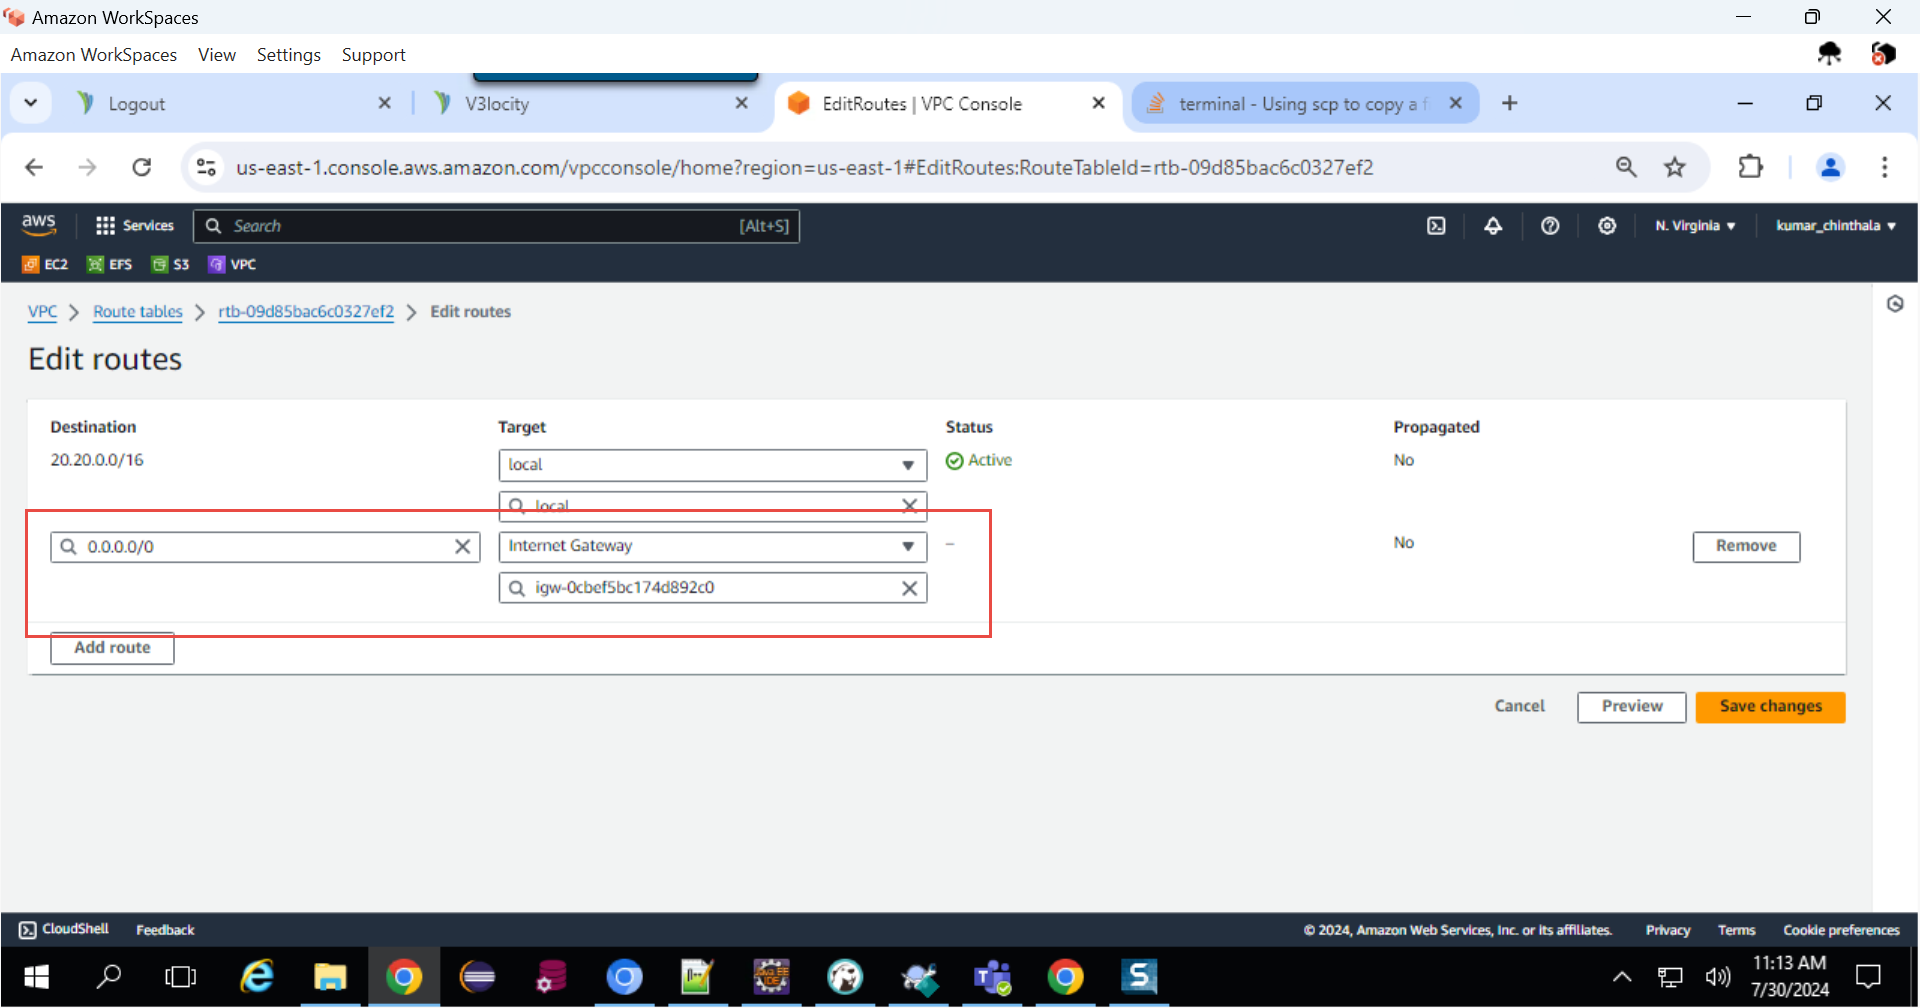 Amazon WorkSpaces
Amazon WorkSpaces View Settings Support
Logout V3locity EditRoutes | VPC Console terminal - Using scp to copy a f
us-east-1.console.aws.amazon.com/vpcconsole/home?region=us-east-1#EditRoutes:RouteTableId=rtb-09d85bac6c0327ef2
aws Services Search [Alt+S] N. Virginia kumar_chinthala
EC2 EFS S3 VPC
VPC > Route tables > rtb-09d85bac6c0327ef2 > Edit routes
Edit routes
Destination Target Status Propagated
20.20.0.0/16 local Active No
local
0.0.0.0/0 Internet Gateway – No Remove
igw-0cbef5bc174d892c0
Add route
Cancel Preview Save changes
CloudShell Feedback © 2024, Amazon Web Services, Inc. or its affiliates. Privacy Terms Cookie preferences
11:13 AM
7/30/2024